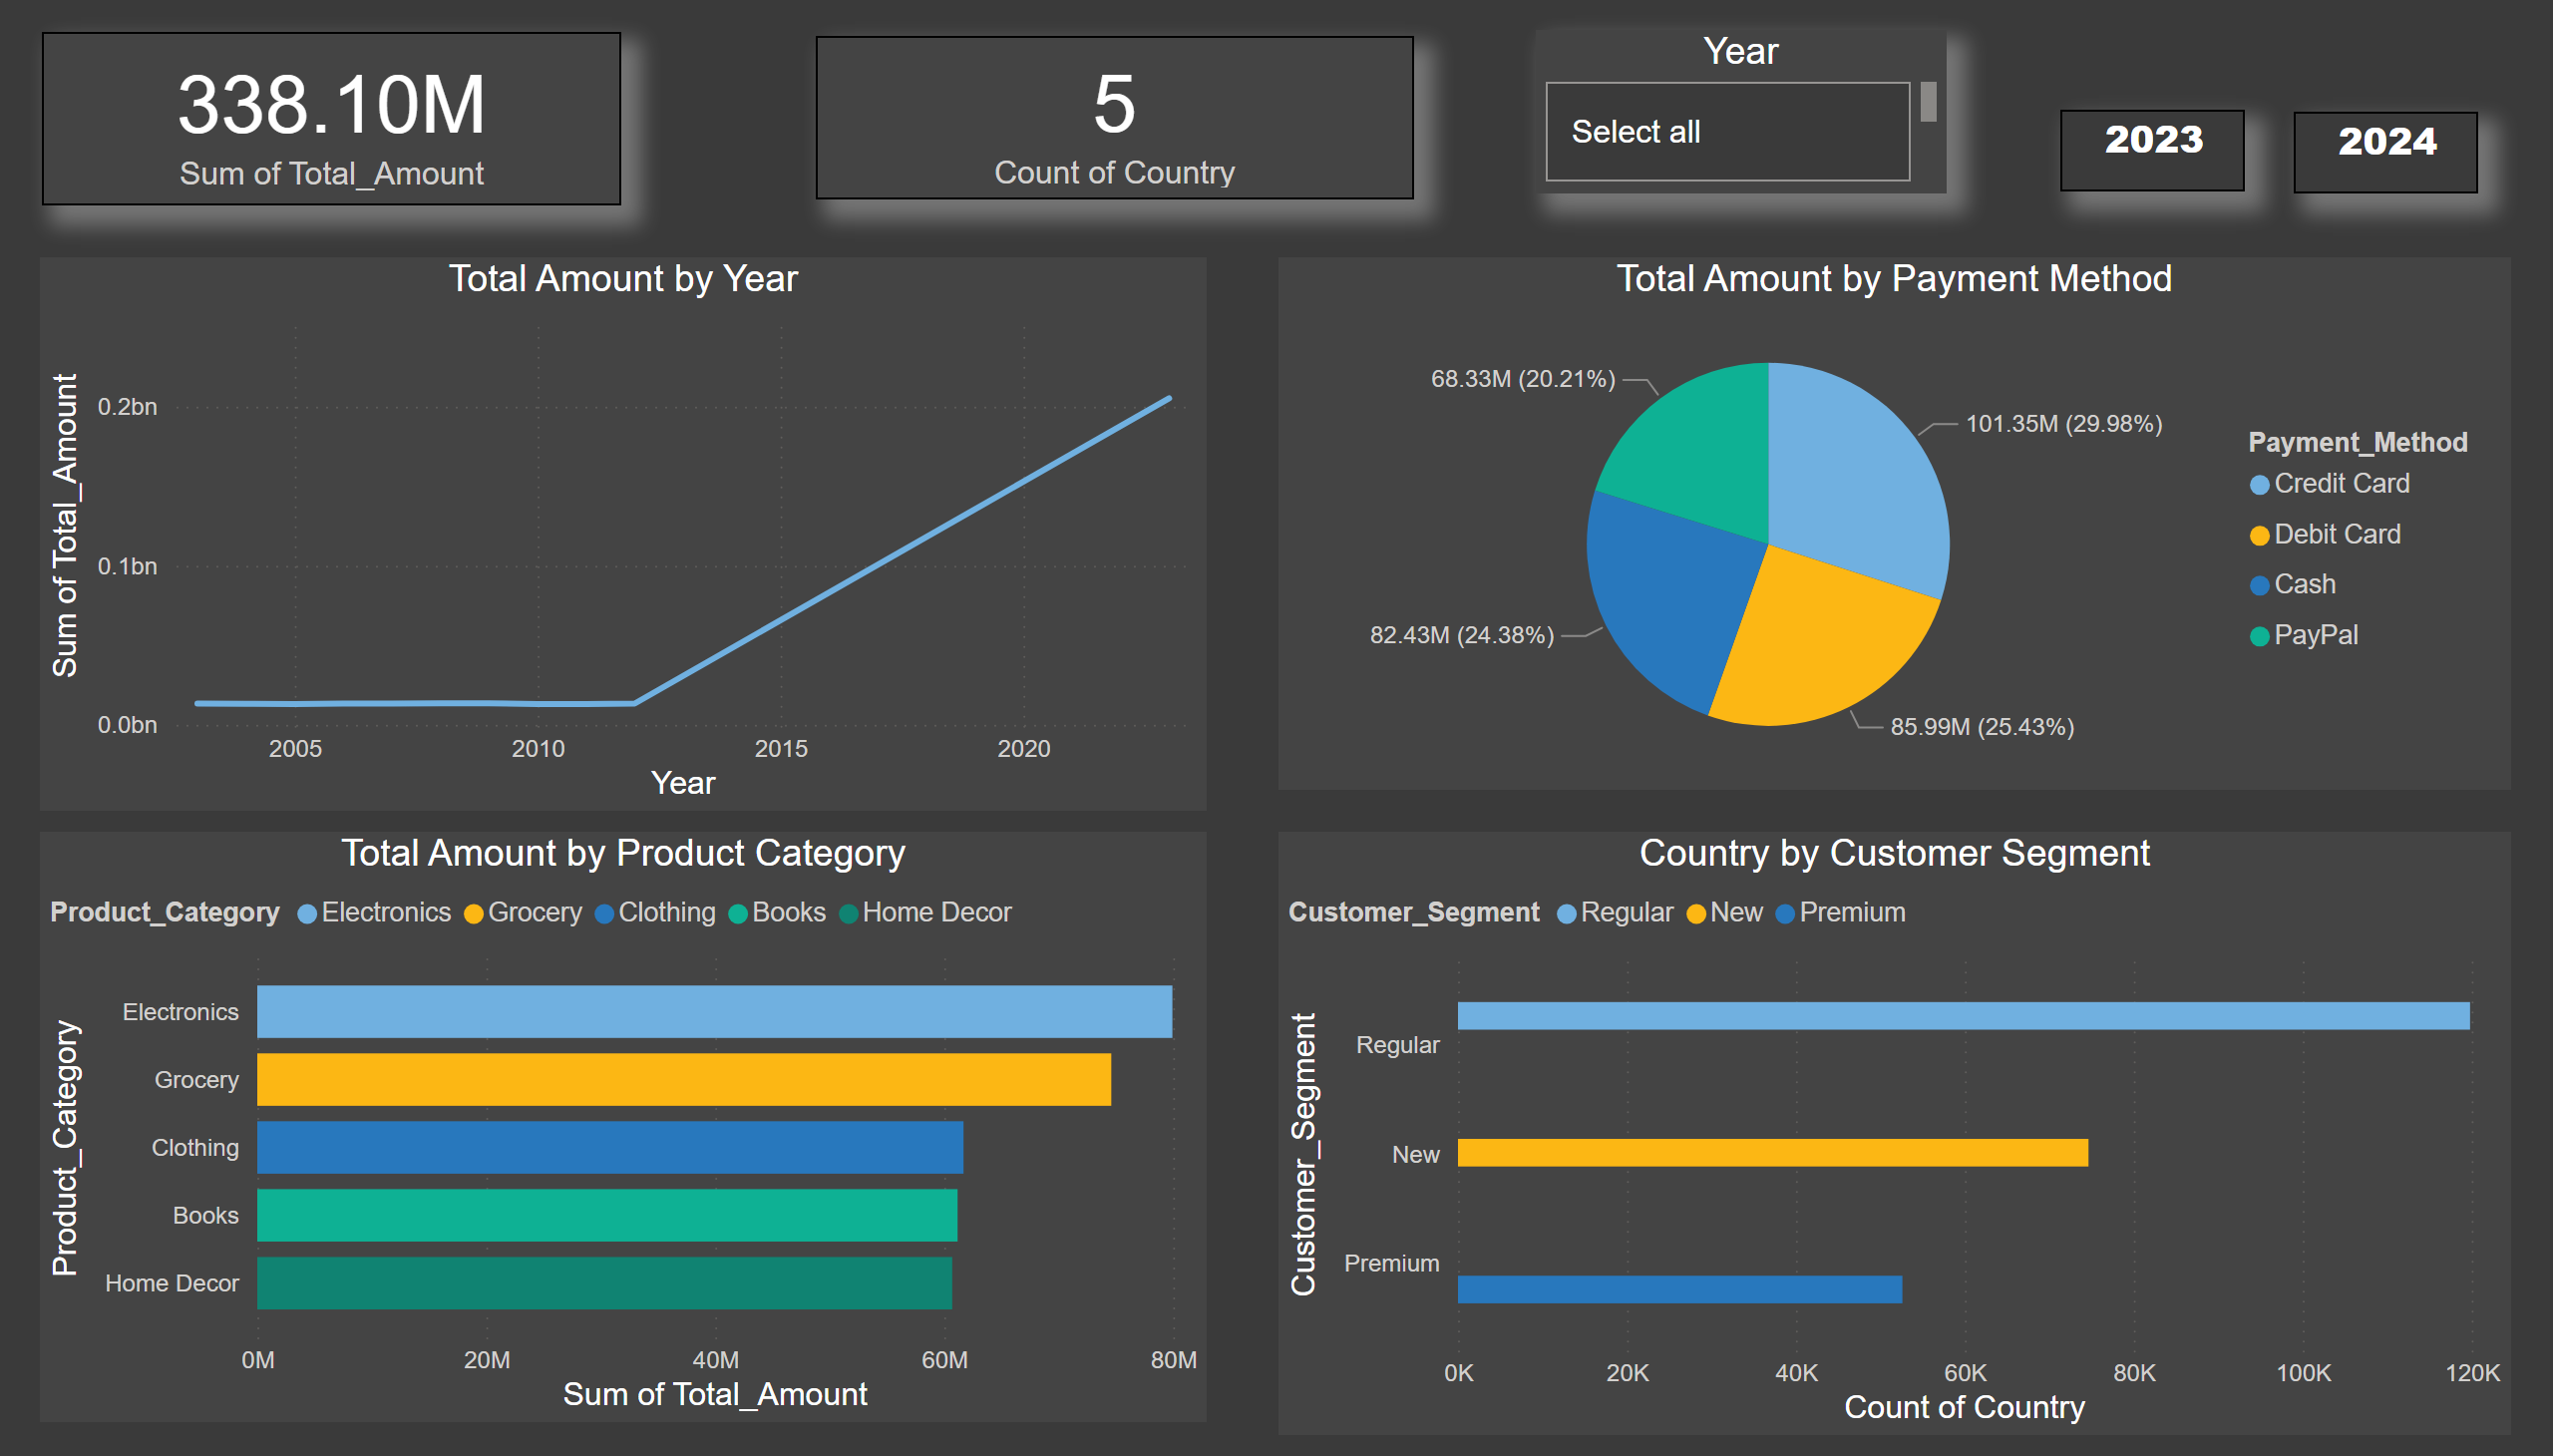 338.10M
Sum of Total_Amount
5
Count of Country
Year
Select all
2023
2024
Total Amount by Year
Sum of Total_Amount
0.2bn
0.1bn
0.0bn
2005 2010 2015 2020
Year
Total Amount by Payment Method
68.33M (20.21%)
101.35M (29.98%)
82.43M (24.38%)
85.99M (25.43%)
Payment_Method
Credit Card
Debit Card
Cash
PayPal
Total Amount by Product Category
Product_Category Electronics Grocery Clothing Books Home Decor
Product_Category
Electronics
Grocery
Clothing
Books
Home Decor
0M 20M 40M 60M 80M
Sum of Total_Amount
Country by Customer Segment
Customer_Segment Regular New Premium
Customer_Segment
Regular
New
Premium
0K 20K 40K 60K 80K 100K 120K
Count of Country